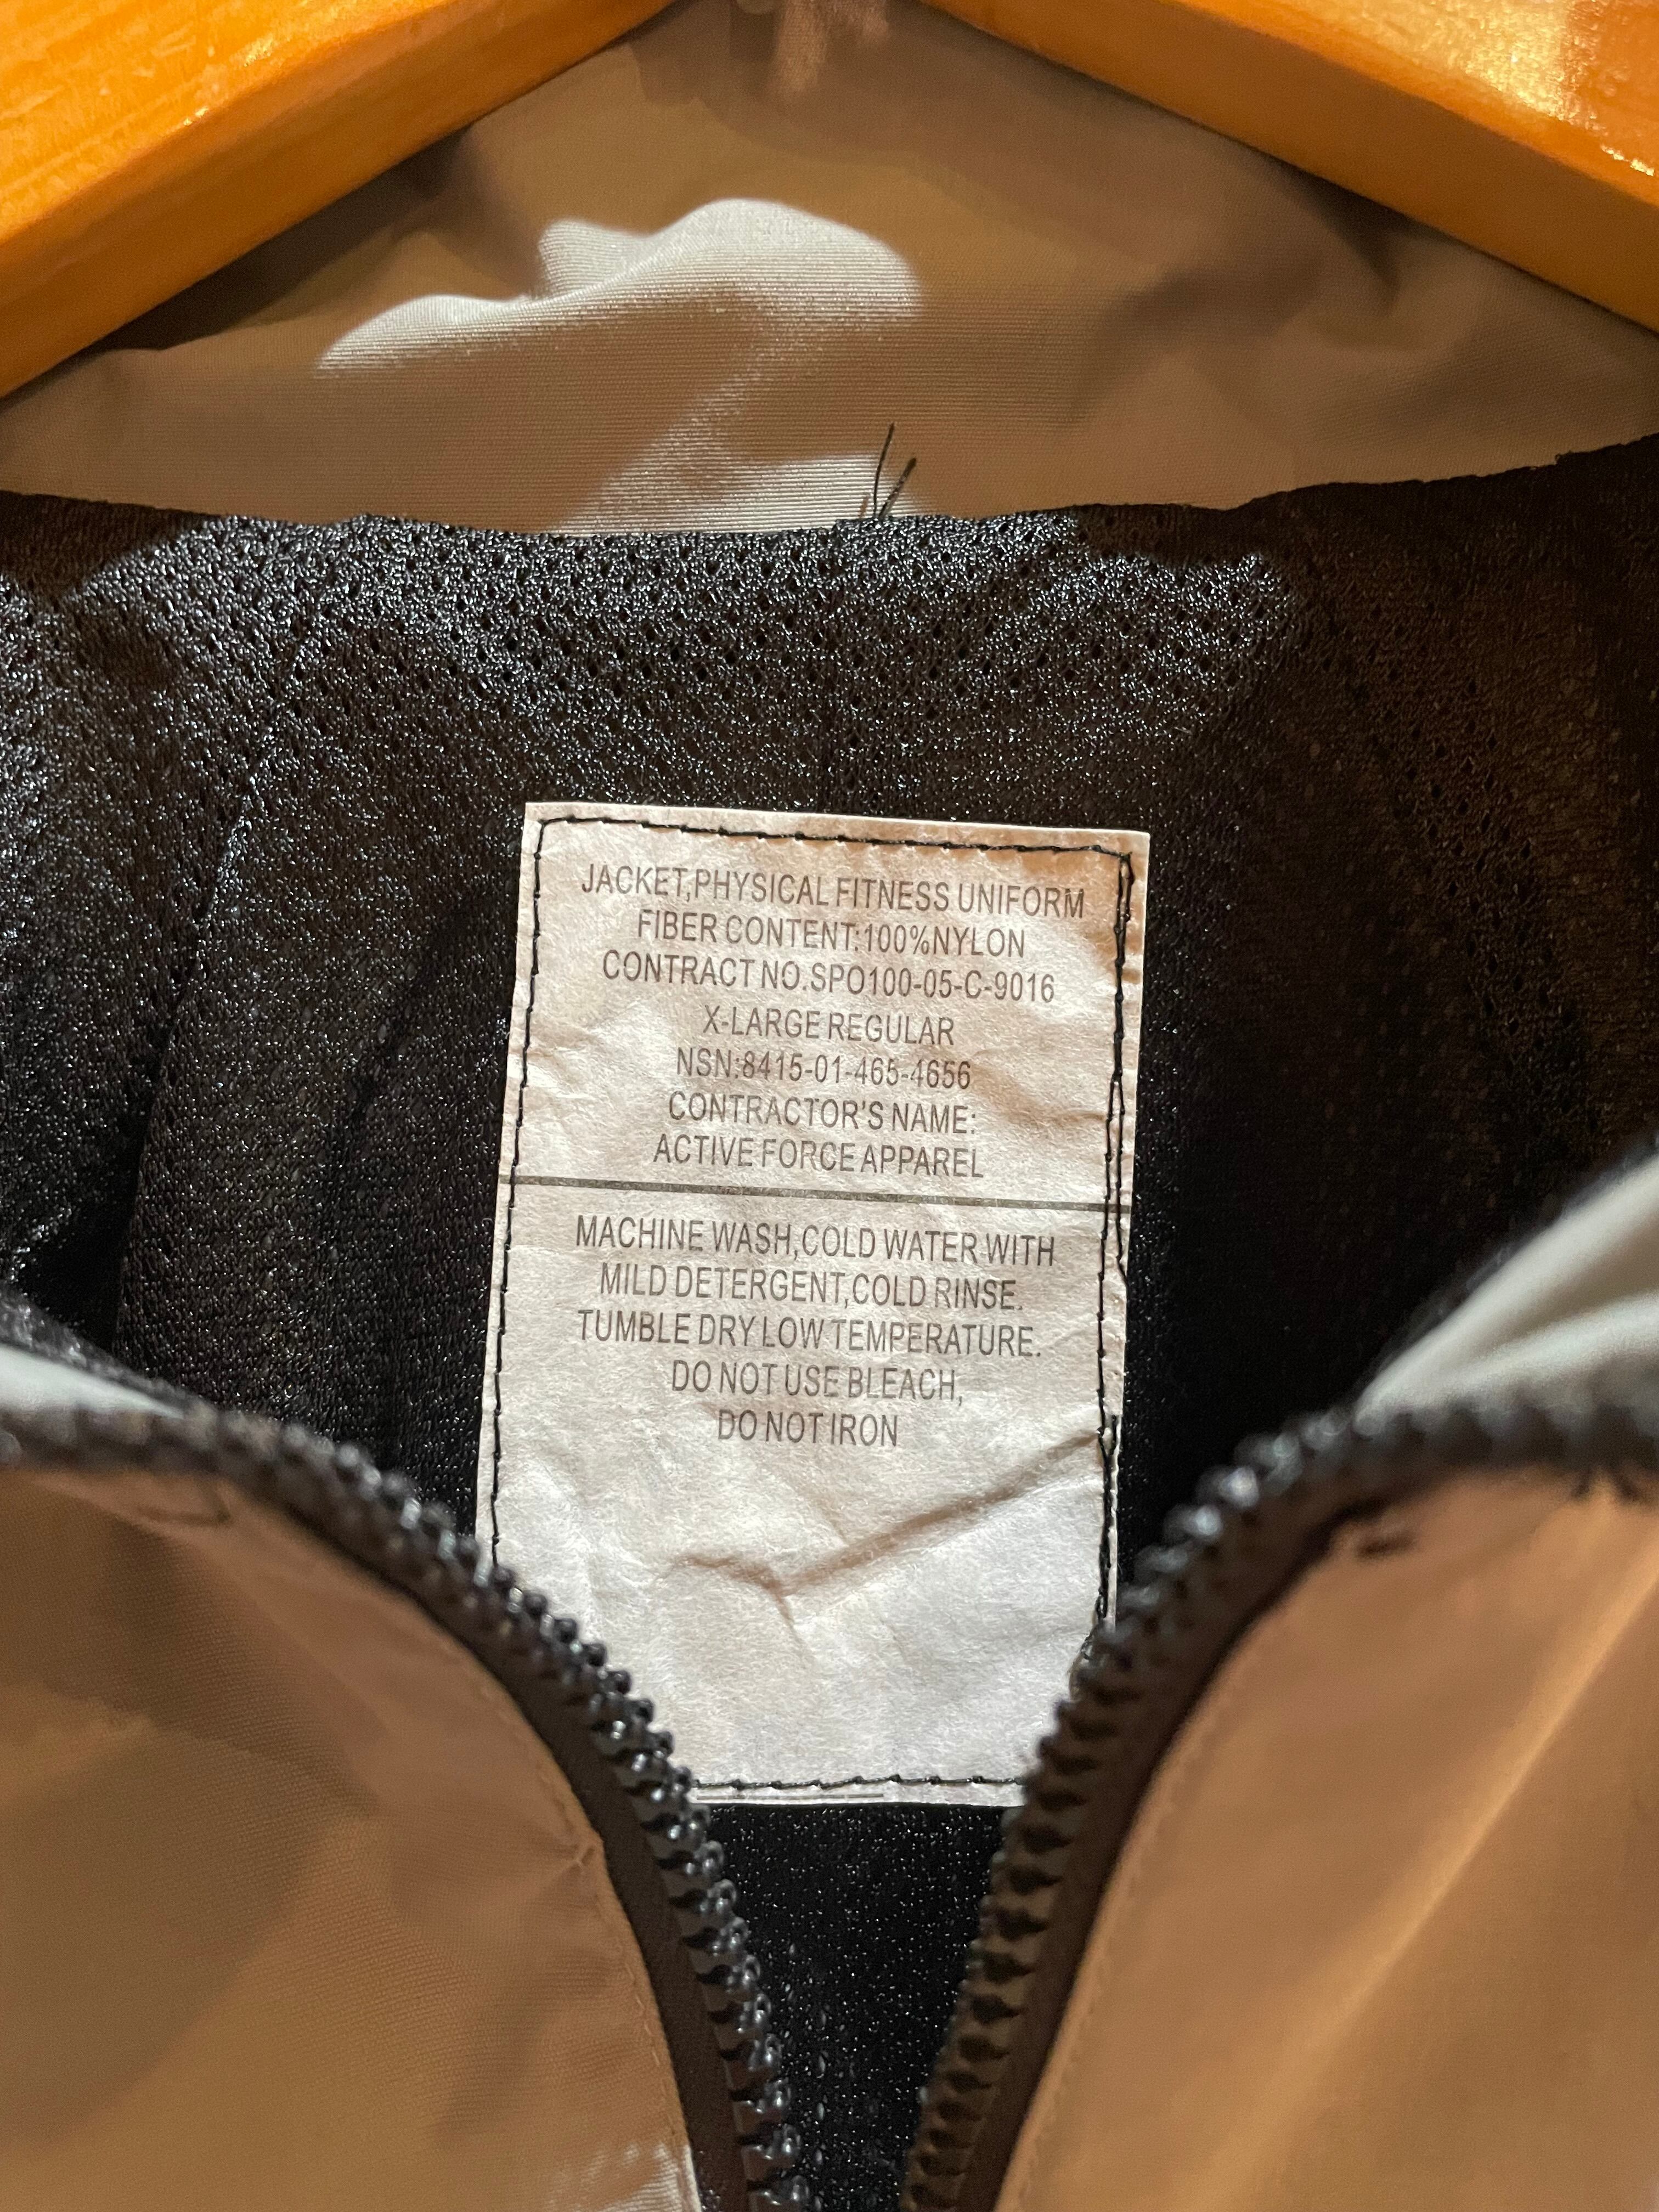 JACKET,PHYSICAL FITNESS UNIFORM
FIBER CONTENT:100%NYLON
CONTRACT NO.SPO100-05-C-9016
X-LARGE REGULAR
NSN:8415-01-465-4656
CONTRACTOR'S NAME:
ACTIVE FORCE APPAREL
MACHINE WASH,COLD WATER WITH
MILD DETERGENT,COLD RINSE.
TUMBLE DRY LOW TEMPERATURE.
DO NOT USE BLEACH,
DO NOT IRON